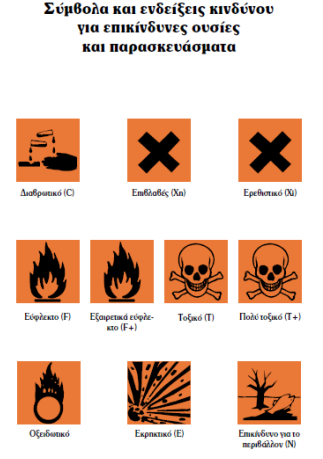 Σύμβολα και ενδείξεις κινδύνου
για επικίνδυνες ουσίες
και παρασκευάσματα
Διαβρωτικό (C)
Επιβλαβές (Xn)
Ερεθιστικό (Xi)
Εύφλεκτο (F)
Εξαιρετικά εύφλε-
κτο (F+)
Τοξικό (T)
Πολύ τοξικό (T+)
Οξειδωτικό
Εκρηκτικό (E)
Επικίνδυνο για το
περιβάλλον (N)